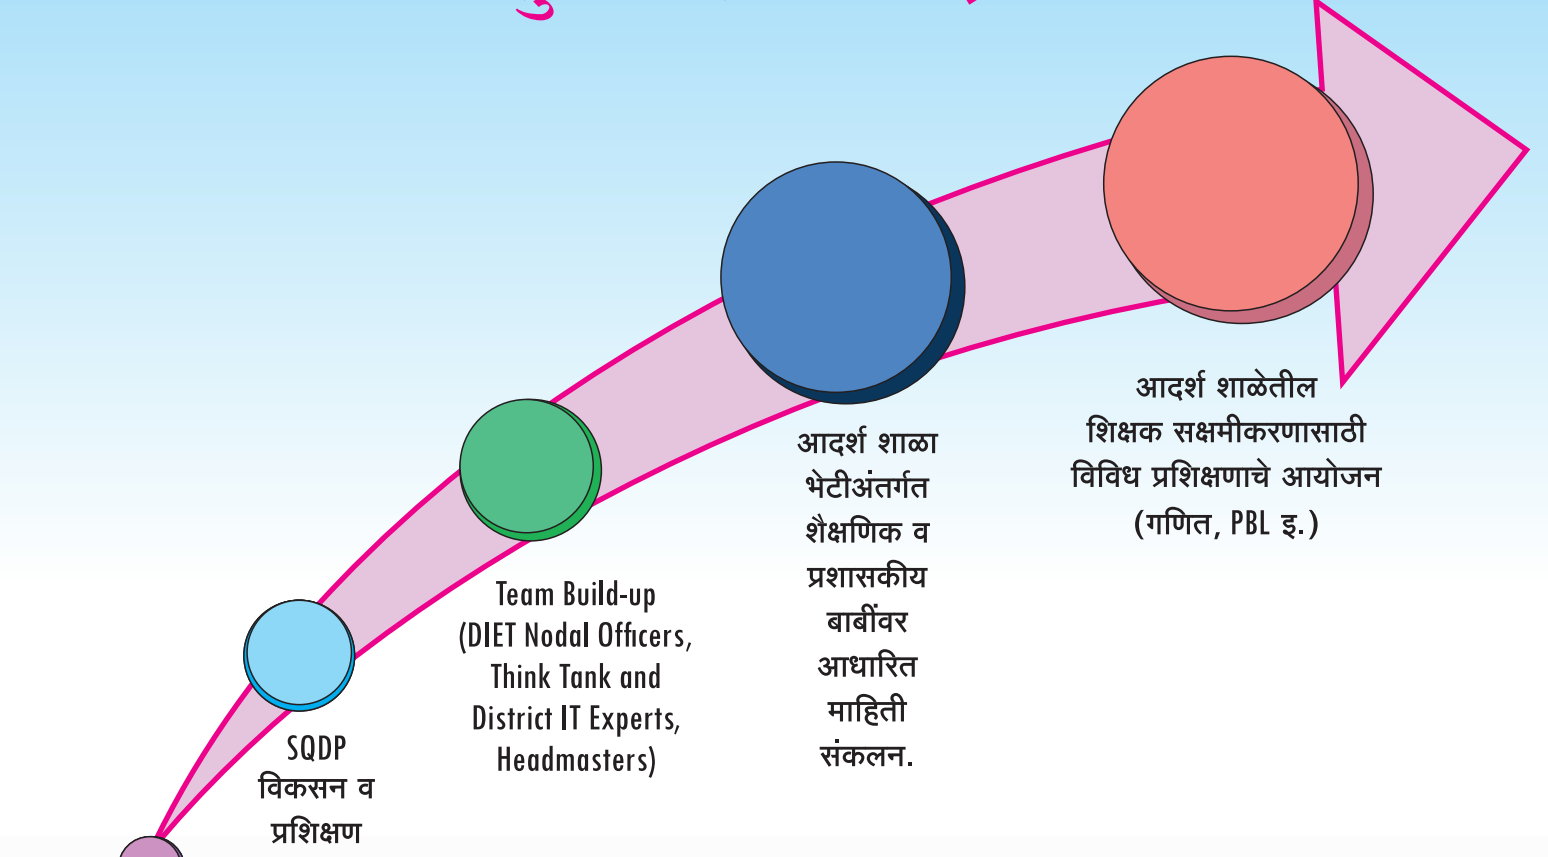 आदर्श शाळेतील
शिक्षक सक्षमीकरणासाठी
विविध प्रशिक्षणाचे आयोजन
(गणित, PBL इ.)
आदर्श शाळा
भेटीअंतर्गत
शैक्षणिक व
प्रशासकीय
बाबींवर
आधारित
माहिती
संकलन.
Team Build-up
(DIET Nodal Officers,
Think Tank and
District IT Experts,
Headmasters)
SQDP
विकसन व
प्रशिक्षण